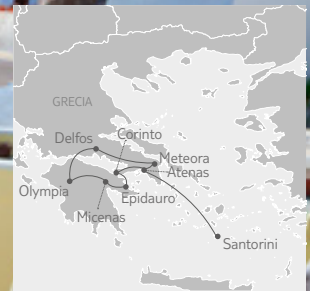 GRECIA
Delfos
Corinto
Meteora
Atenas
Olympia
Epidauro
Micenas
Santorini